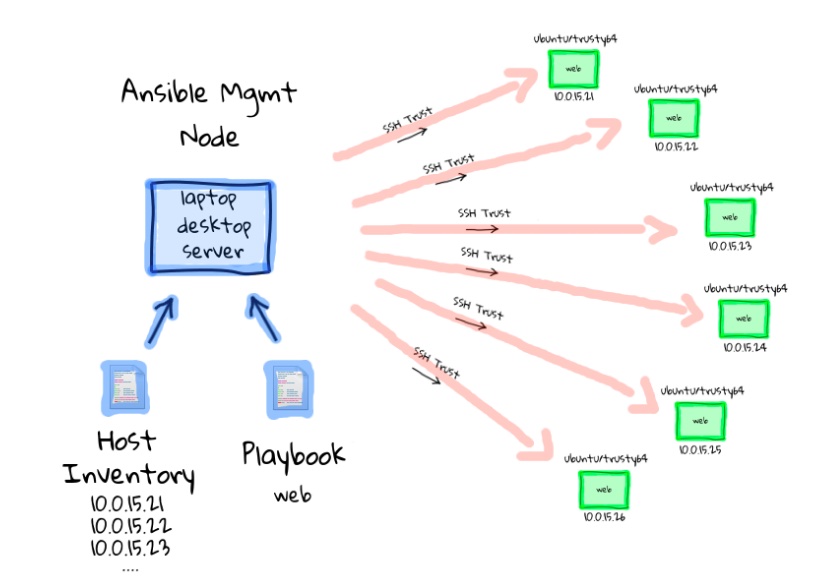 Ansible Mgmt
Node
laptop
desktop
server
Host
Inventory
10.0.15.21
10.0.15.22
10.0.15.23
....
Playbook
web
SSH Trust
SSH Trust
SSH Trust
SSH Trust
SSH Trust
SSH Trust
ubuntu/trusty64
web
10.0.15.21
ubuntu/trusty64
web
10.0.15.22
ubuntu/trusty64
web
10.0.15.23
ubuntu/trusty64
web
10.0.15.24
ubuntu/trusty64
web
10.0.15.25
ubuntu/trusty64
web
10.0.15.26